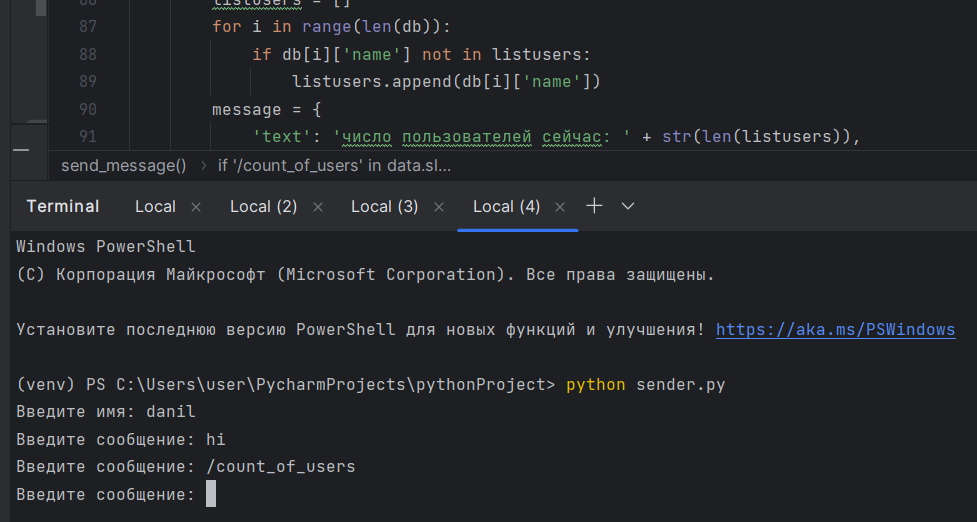 86 listusers = []
87 for i in range(len(db)):
88 if db[i]['name'] not in listusers:
89 listusers.append(db[i]['name'])
90 message = {
91 'text': 'число пользователей сейчас: ' + str(len(listusers)),
send_message() > if '/count_of_users' in data.sl...
Terminal Local × Local (2) × Local (3) × Local (4) × +
Windows PowerShell
(C) Корпорация Майкрософт (Microsoft Corporation). Все права защищены.
Установите последнюю версию PowerShell для новых функций и улучшения! https://aka.ms/PSWindows
(venv) PS C:\Users\user\PycharmProjects\pythonProject> python sender.py
Введите имя: danil
Введите сообщение: hi
Введите сообщение: /count_of_users
Введите сообщение: